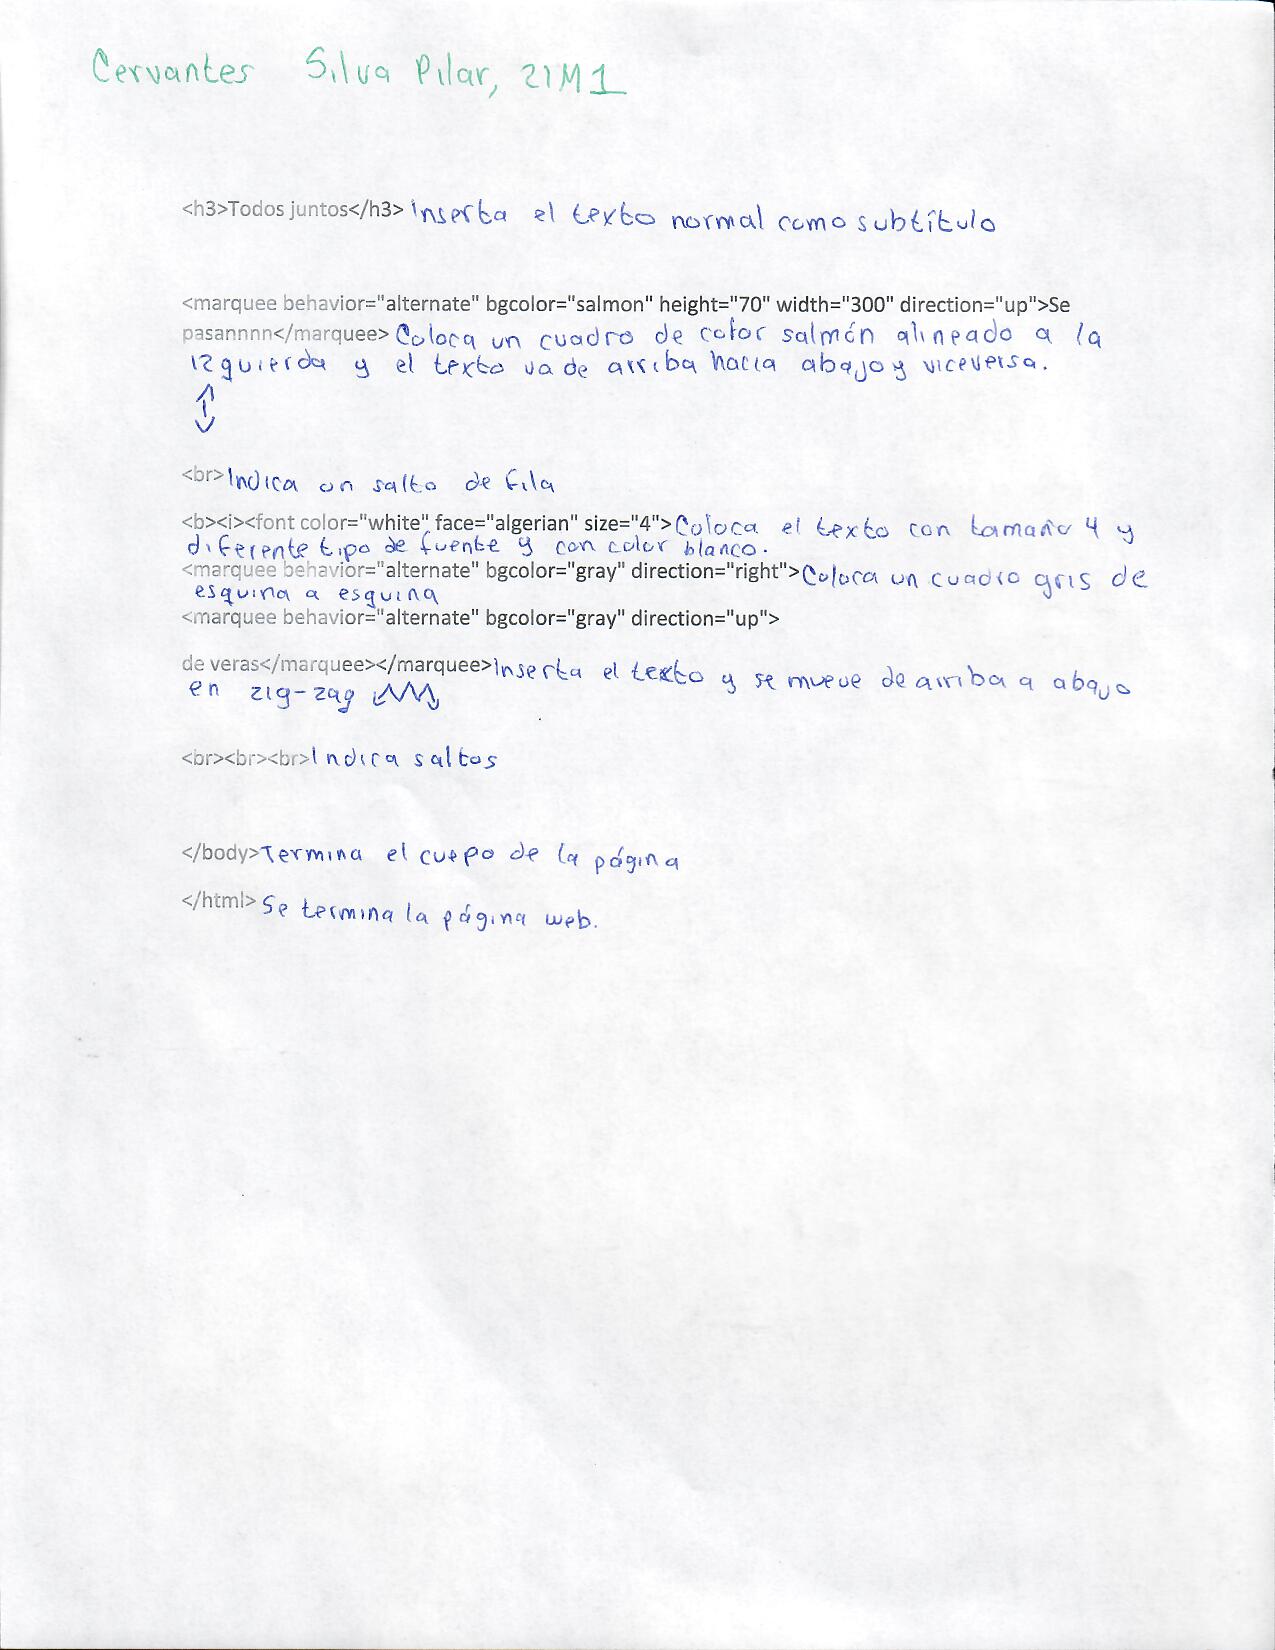 Cervantes Silva Pilar, 21M1
<h3>Todos juntos</h3> Inserta el texto normal como subtítulo
<marquee behavior="alternate" bgcolor="salmon" height="70" width="300" direction="up">Se
pasannnn</marquee> Coloca un cuadro de color salmón alineado a la
izquierda y el texto va de arriba hacia abajo y viceversa.
<br>Indica un salto de fila
<b><i><font color="white" face="algerian" size="4">Coloca el texto con tamaño 4 y
diferente tipo de fuente y con color blanco.
<marquee behavior="alternate" bgcolor="gray" direction="right">Coloca un cuadro gris de
esquina a esquina
<marquee behavior="alternate" bgcolor="gray" direction="up">
de veras</marquee></marquee>Inserta el texto y se mueve de arriba a abajo
en zig-zag
<br><br><br>Indica saltos
</body>Termina el cuepo de la página
</html> Se termina la página web.